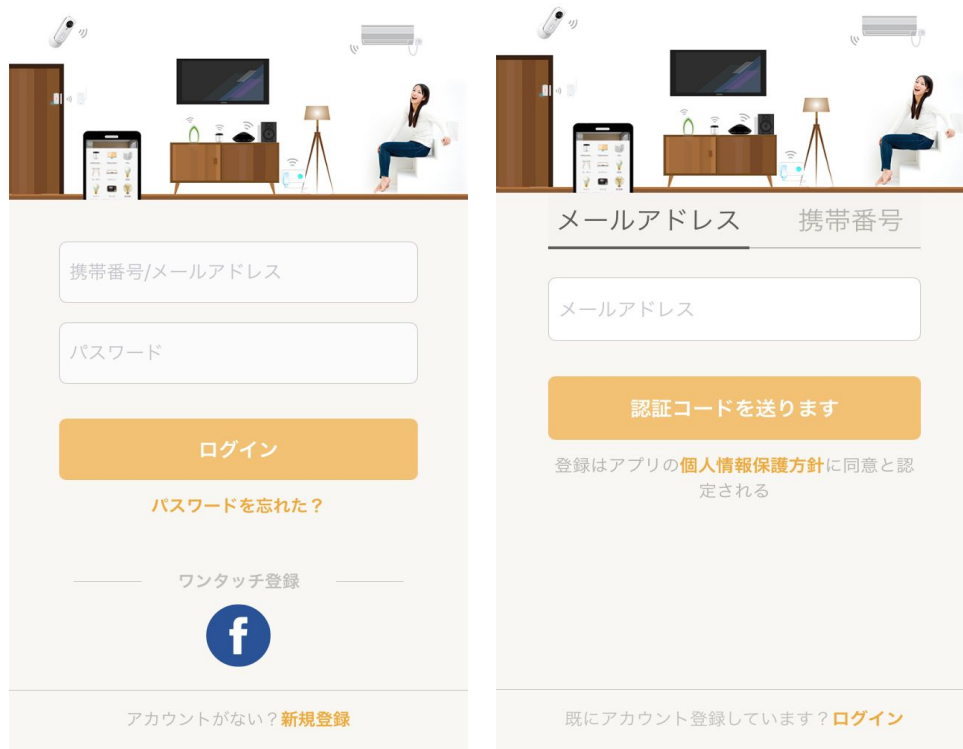 携帯番号/メールアドレス
パスワード
ログイン
パスワードを忘れた？
ワンタッチ登録
f
アカウントがない？新規登録
メールアドレス
携帯番号
メールアドレス
認証コードを送ります
登録はアプリの個人情報保護方針に同意と認
定される
既にアカウント登録しています？ログイン